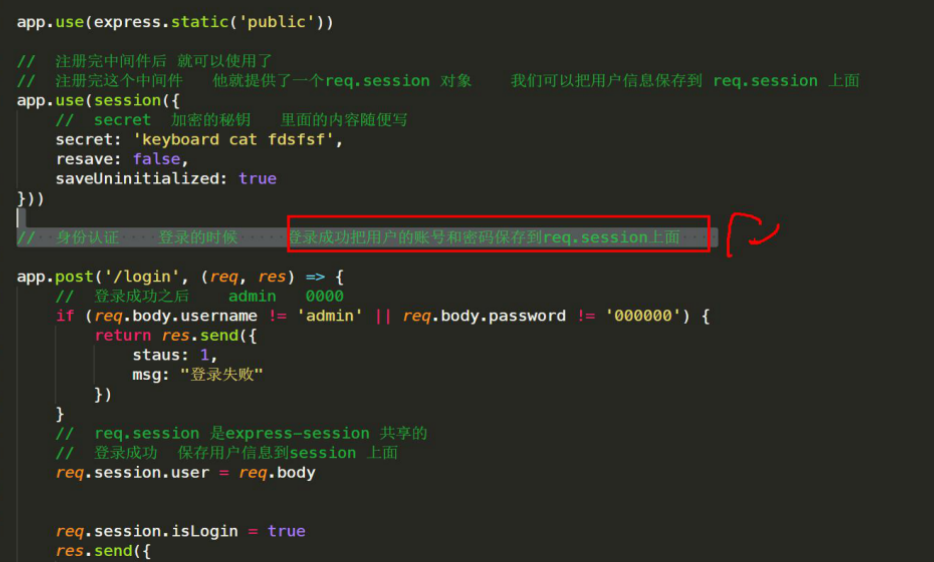 app.use(express.static('public'))
// 注册完中间件后 就可以使用了
// 注册完这个中间件 他就提供了一个req.session 对象 我们可以把用户信息保存到 req.session 上面
app.use(session({
// secret 加密的秘钥 里面的内容随便写
secret: 'keyboard cat fdsfsf',
resave: false,
saveUninitialized: true
}))
// 身份认证 登录的时候 登录成功把用户的账号和密码保存到req.session上面
app.post('/login', (req, res) => {
// 登录成功之后 admin 0000
if (req.body.username != 'admin' || req.body.password != '000000') {
return res.send({
staus: 1,
msg: "登录失败"
})
}
// req.session 是express-session 共享的
// 登录成功 保存用户信息到session 上面
req.session.user = req.body
req.session.isLogin = true
res.send({